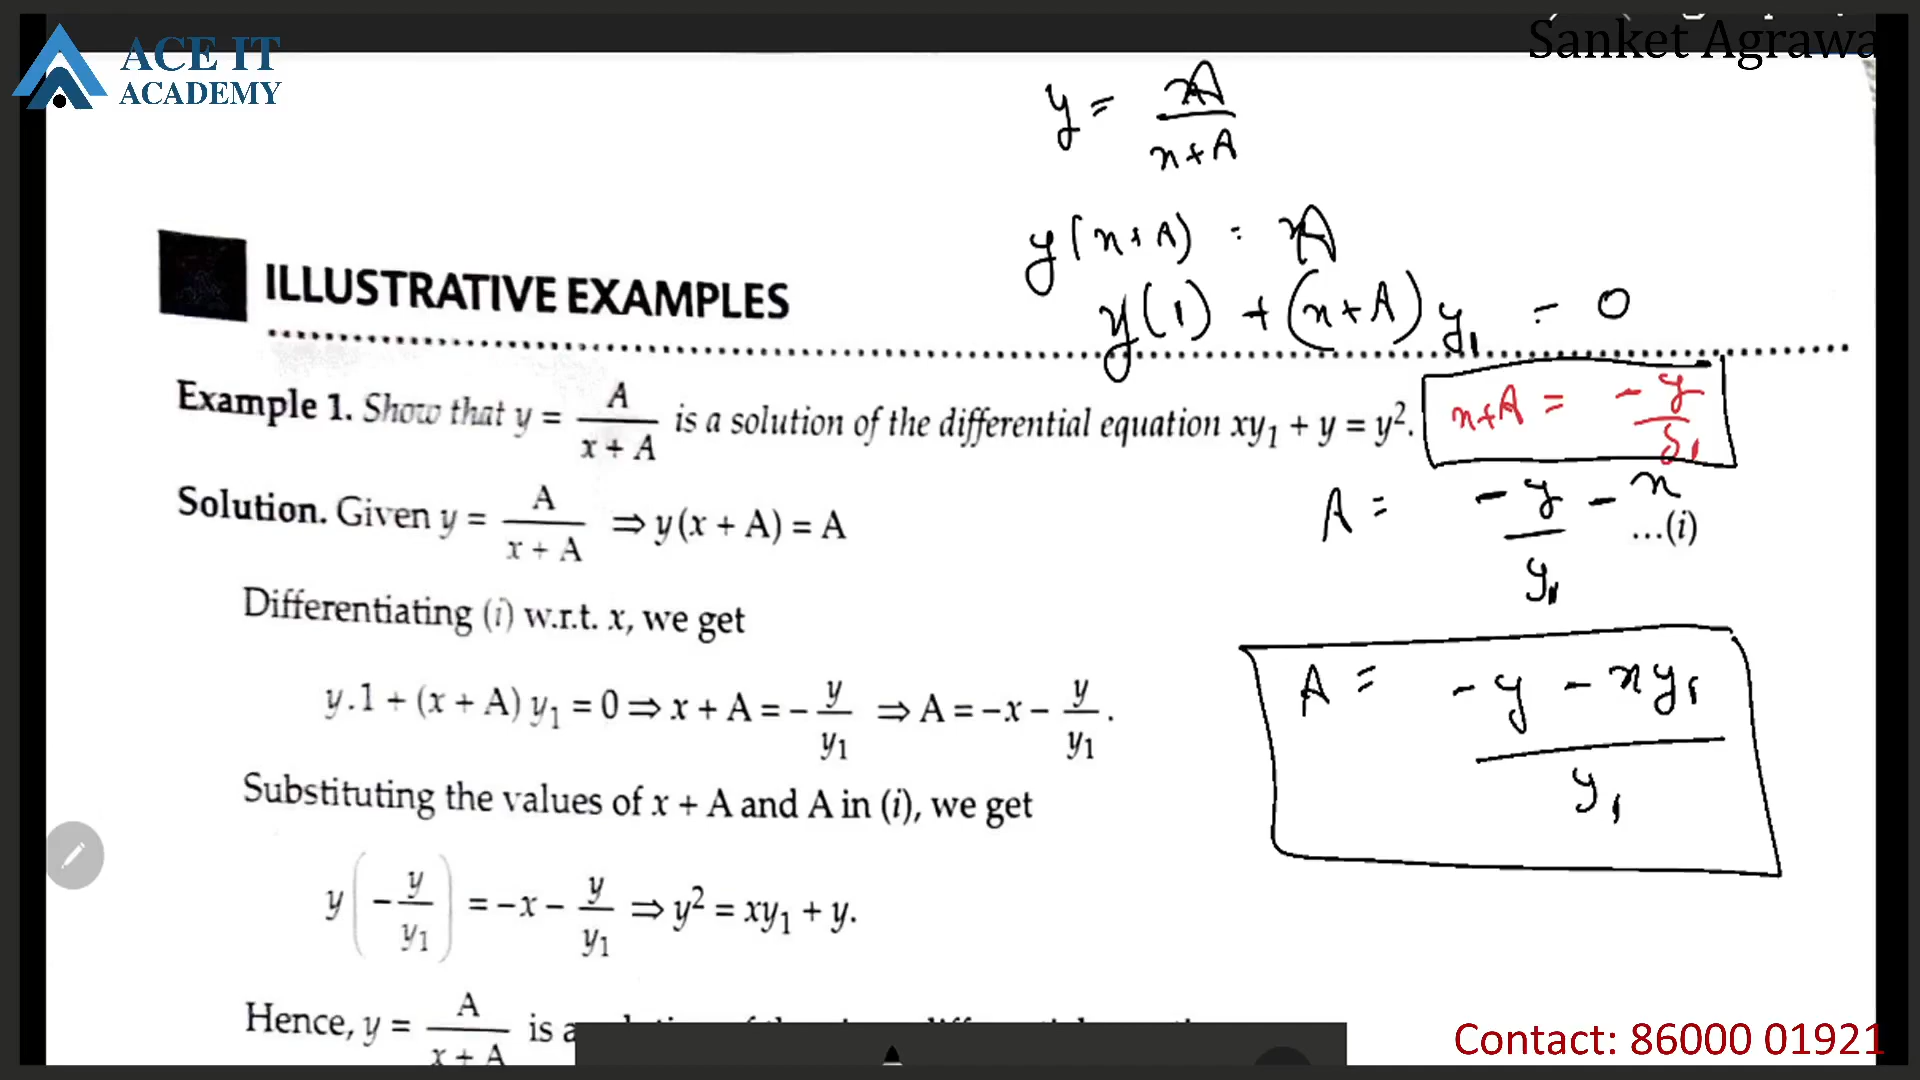 Sanket Agrawa
ACE IT
ACADEMY
y = A / n + A
y(n + A) = A
y(1) + (n + A) y₁ = 0
ILLUSTRATIVE EXAMPLES
Example 1. Show that y = A / x + A is a solution of the differential equation xy₁ + y = y².
n + A = - y / y₁
Solution. Given y = A / x + A ⇒ y(x + A) = A ...(i)
A = - y / y₁ - n
Differentiating (i) w.r.t. x, we get
A = - y - n y₁ / y₁
y.1 + (x + A) y₁ = 0 ⇒ x + A = - y / y₁ ⇒ A = -x - y / y₁.
Substituting the values of x + A and A in (i), we get
y (- y / y₁) = -x - y / y₁ ⇒ y² = xy₁ + y.
Hence, y = A / x + A is a
Contact: 86000 01921